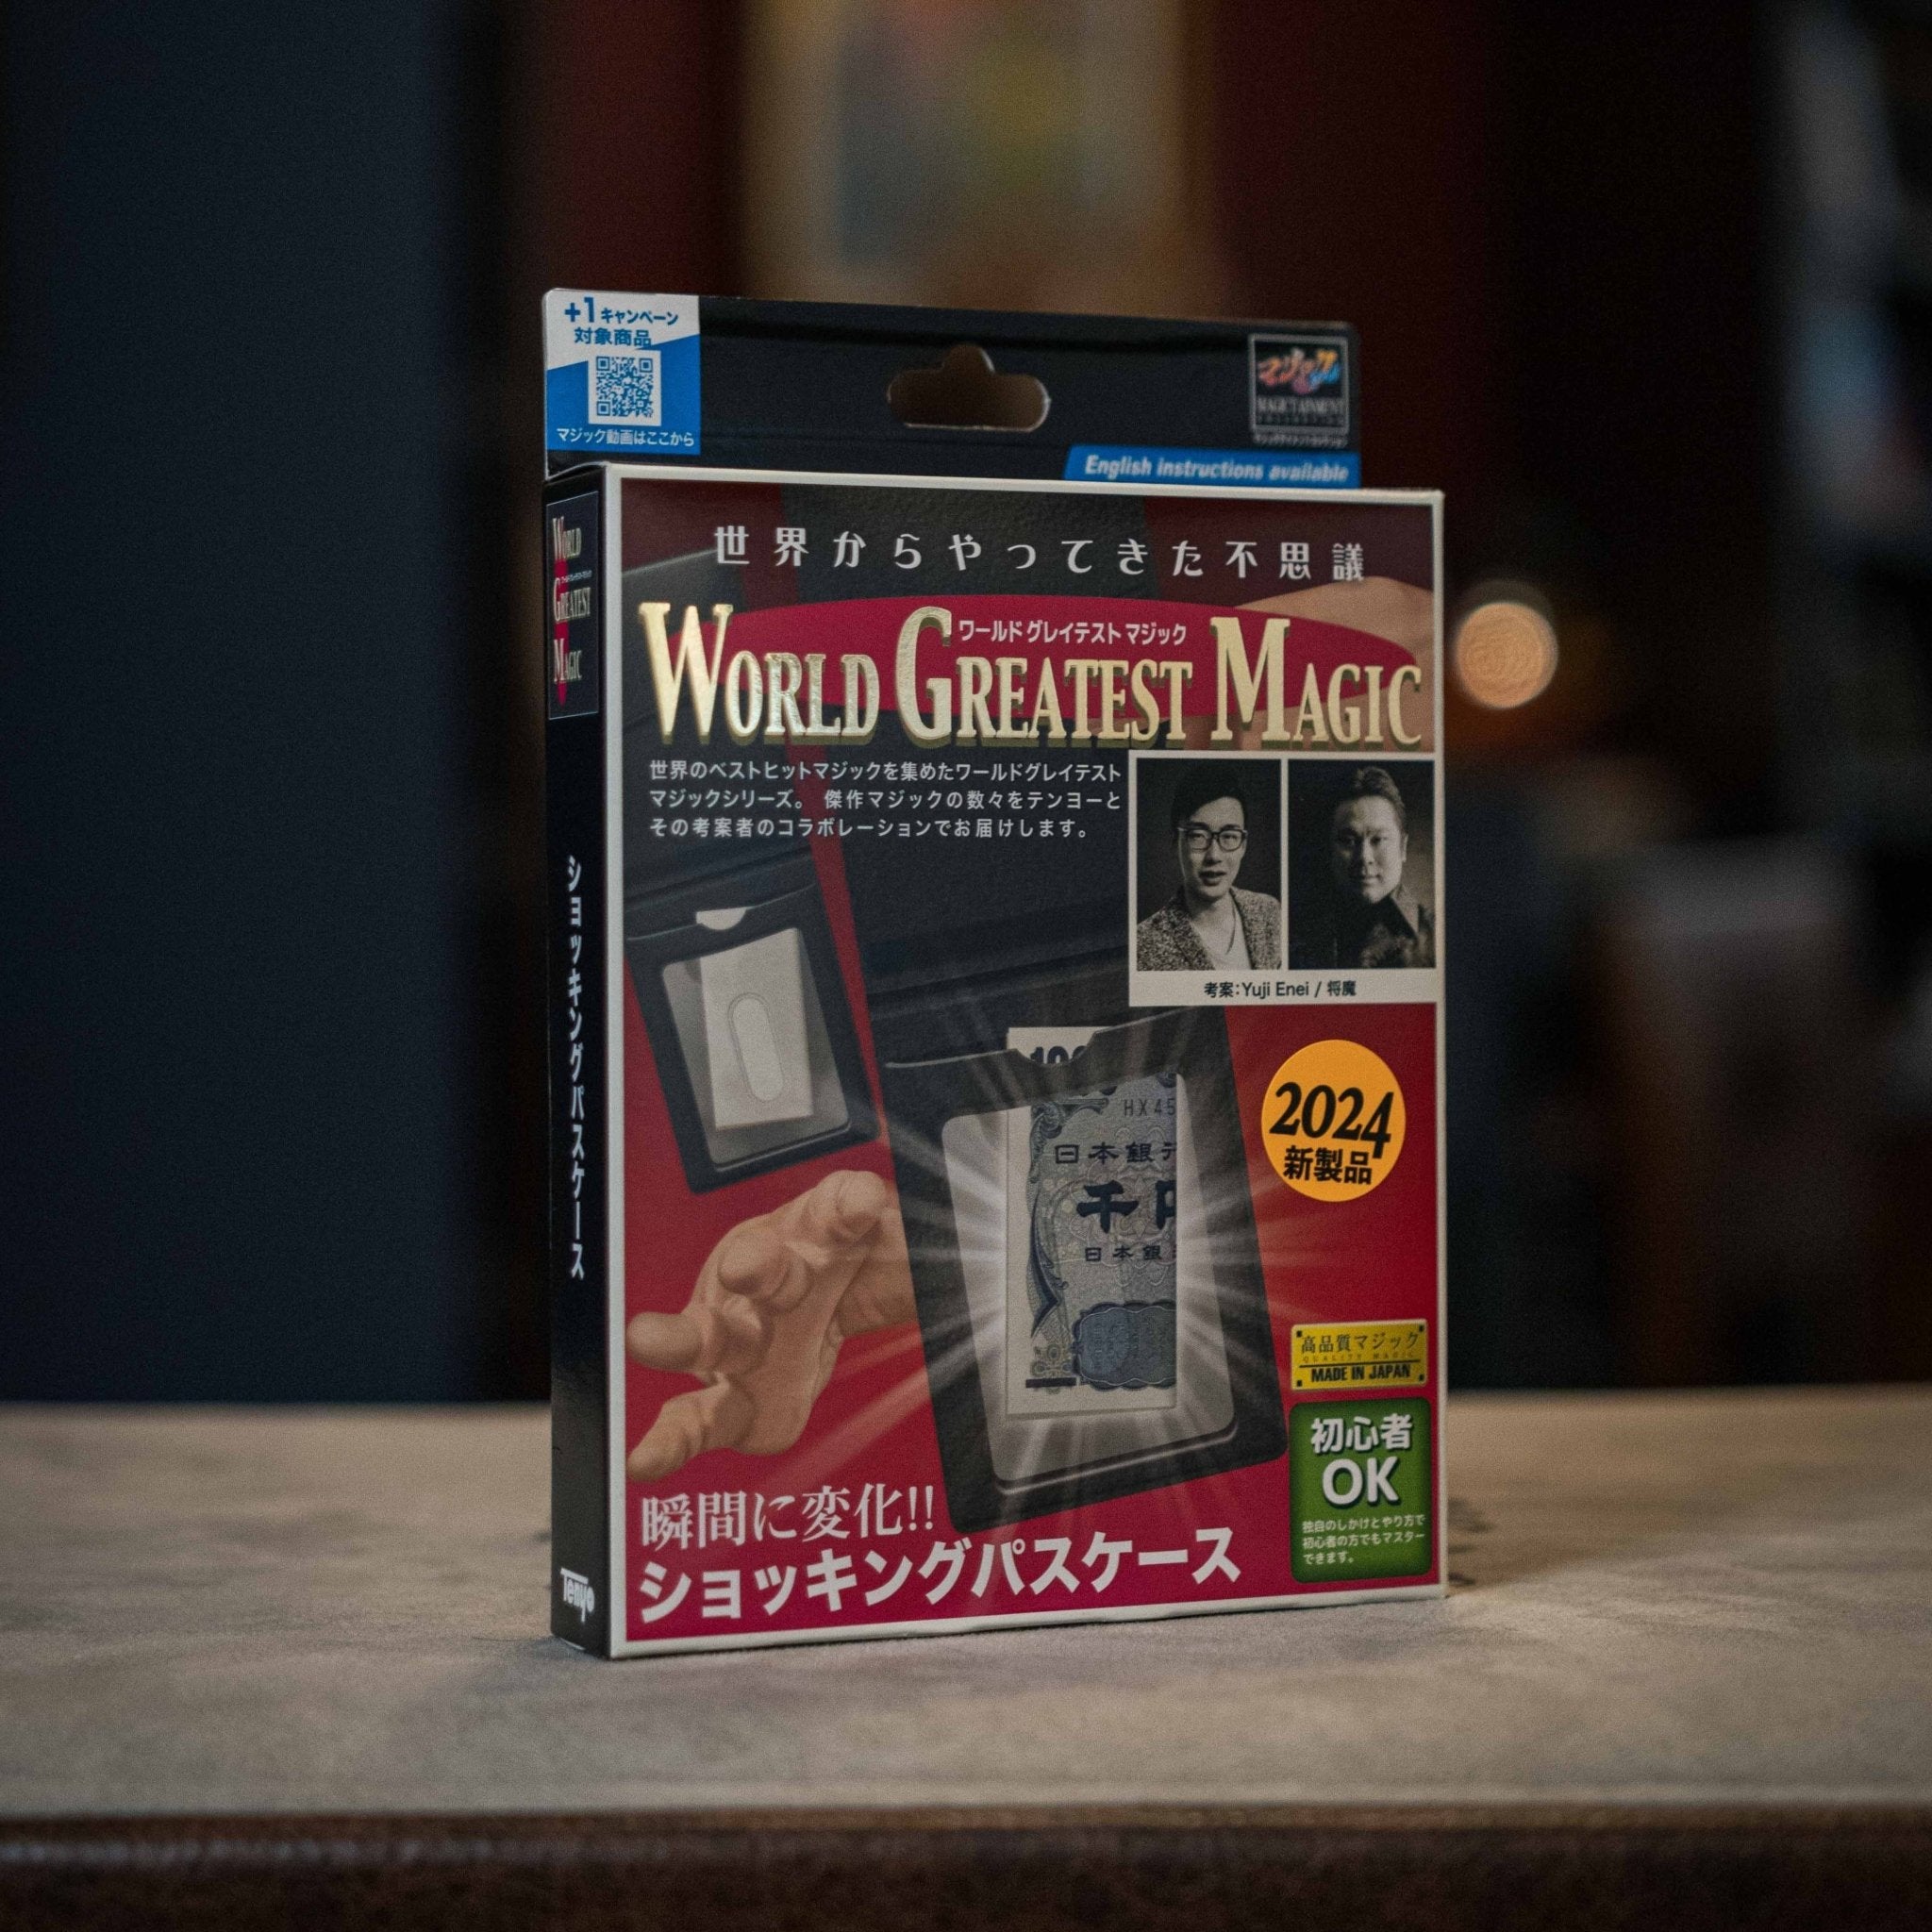 +1キャンペーン
対象商品
マジック動画はここから
マジック
MAGICTAINMENT
English instructions available
世界からやってきた不思議
ワールドグレイテストマジック
WORLD GREATEST MAGIC
世界のベストヒットマジックを集めたワールドグレイテスト
マジックシリーズ。 傑作マジックの数々をテンヨーと
その考案者のコラボレーションでお届けします。
考案:Yuji Enei / 将魔
HX45
日本銀
千円
日本銀
2024
新製品
高品質マジック
QUALITY MAGIC
MADE IN JAPAN
初心者
OK
独自のしかけとやり方で
初心者の方でもマスター
できます。
瞬間に変化!!
ショッキングパスケース
WORLD
GREATEST
MAGIC
ショッキングパスケース
Tenyo